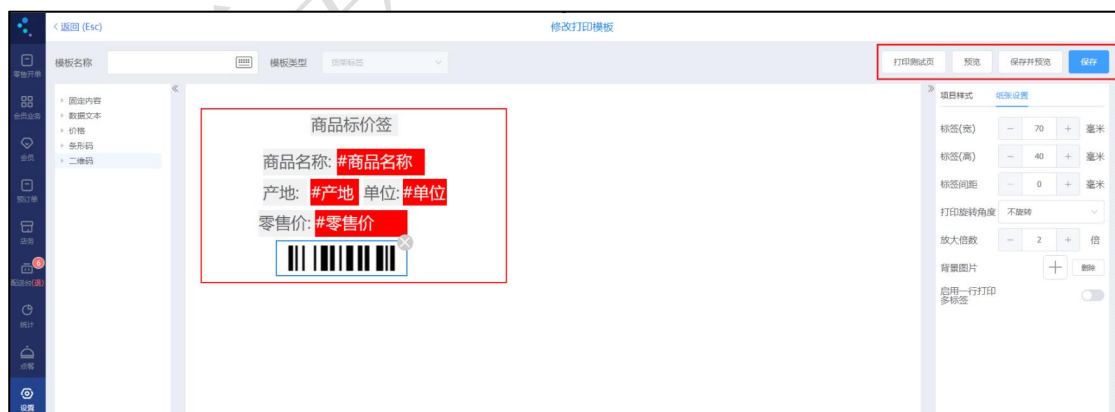 < 返回 (Esc)
修改打印模板
模板名称
模板类型
货架标签
打印测试页
预览
保存并预览
保存
零售开单
会员业务
会员
预订单
店务
6
配送台(退)
统计
点餐
设置
固定内容
数据文本
价格
条形码
二维码
商品标价签
商品名称: #商品名称
产地: #产地 单位: #单位
零售价: #零售价
项目样式 纸张设置
标签(宽) － 70 ＋ 毫米
标签(高) － 40 ＋ 毫米
标签间距 － 0 ＋ 毫米
打印旋转角度 不旋转
放大倍数 － 2 ＋ 倍
背景图片 删除
启用一行打印
多标签